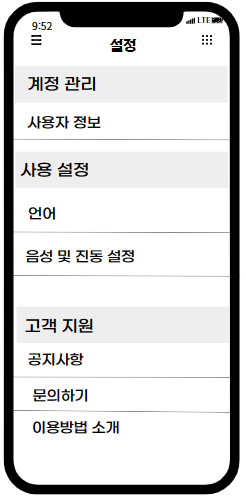 9:52 LTE
설정
계정 관리
사용자 정보
사용 설정
언어
음성 및 진동 설정
고객 지원
공지사항
문의하기
이용방법 소개